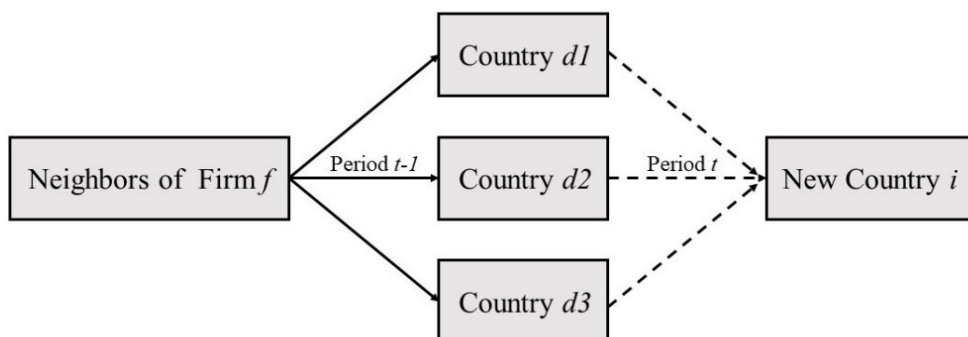 Country d1
Neighbors of Firm f
Period t-1
Country d2
Period t
New Country i
Country d3